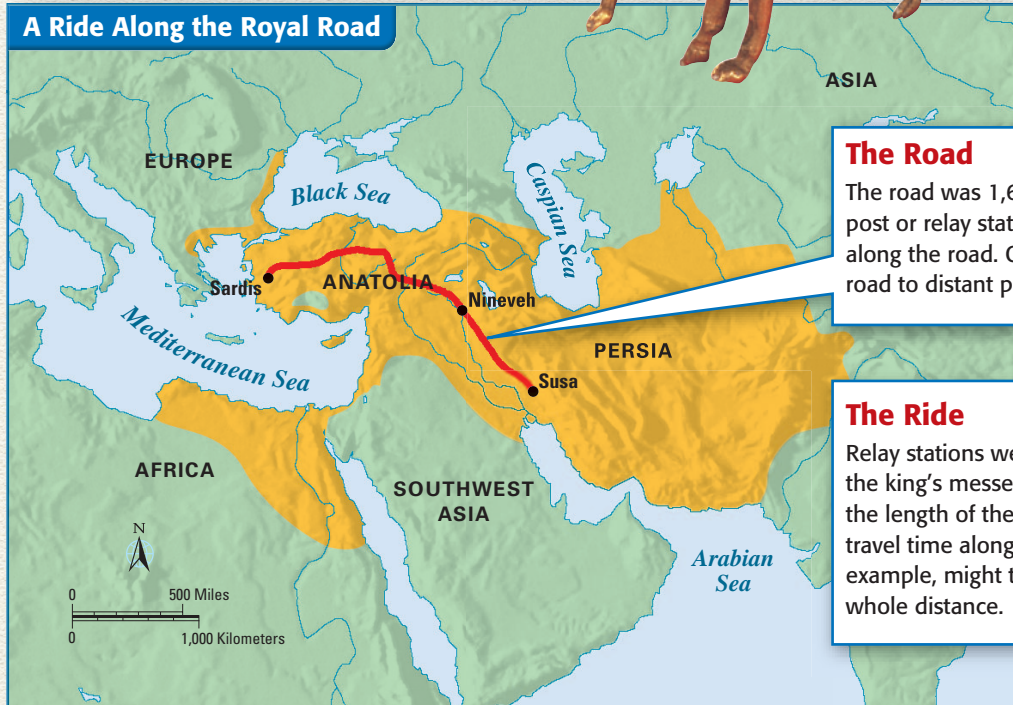 A Ride Along the Royal Road
ASIA
EUROPE
Black Sea
Caspian Sea
The Road
The road was 1,6
post or relay stat
along the road. O
road to distant p
Sardis
ANATOLIA
Nineveh
Mediterranean Sea
PERSIA
Susa
The Ride
Relay stations we
the king's messe
the length of the
travel time along
example, might t
whole distance.
AFRICA
SOUTHWEST
ASIA
Arabian
Sea
N
0 500 Miles
0 1,000 Kilometers